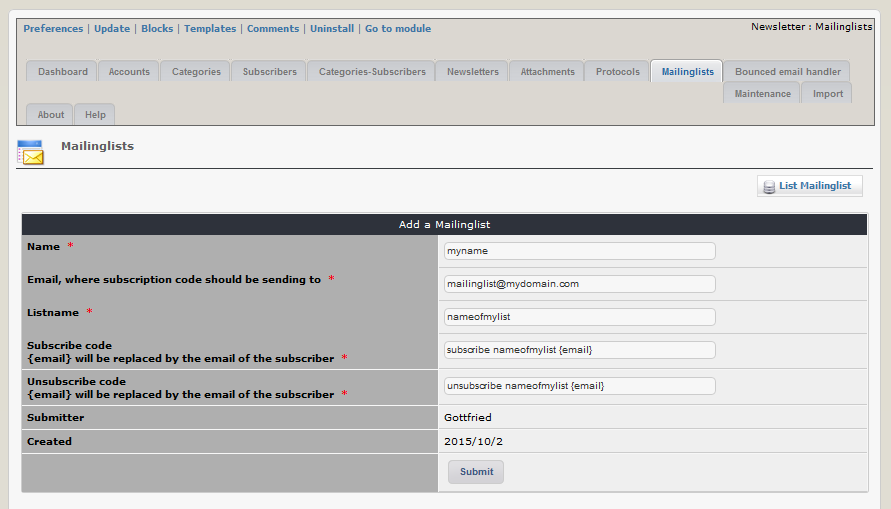 Preferences | Update | Blocks | Templates | Comments | Uninstall | Go to module
Newsletter : Mailinglists
Dashboard Accounts Categories Subscribers Categories-Subscribers Newsletters Attachments Protocols Mailinglists Bounced email handler
Maintenance Import
About Help
Mailinglists
List Mailinglist
Add a Mailinglist
Name * myname
Email, where subscription code should be sending to * mailinglist@mydomain.com
Listname * nameofmylist
Subscribe code
{email} will be replaced by the email of the subscriber * subscribe nameofmylist {email}
Unsubscribe code
{email} will be replaced by the email of the subscriber * unsubscribe nameofmylist {email}
Submitter Gottfried
Created 2015/10/2
Submit